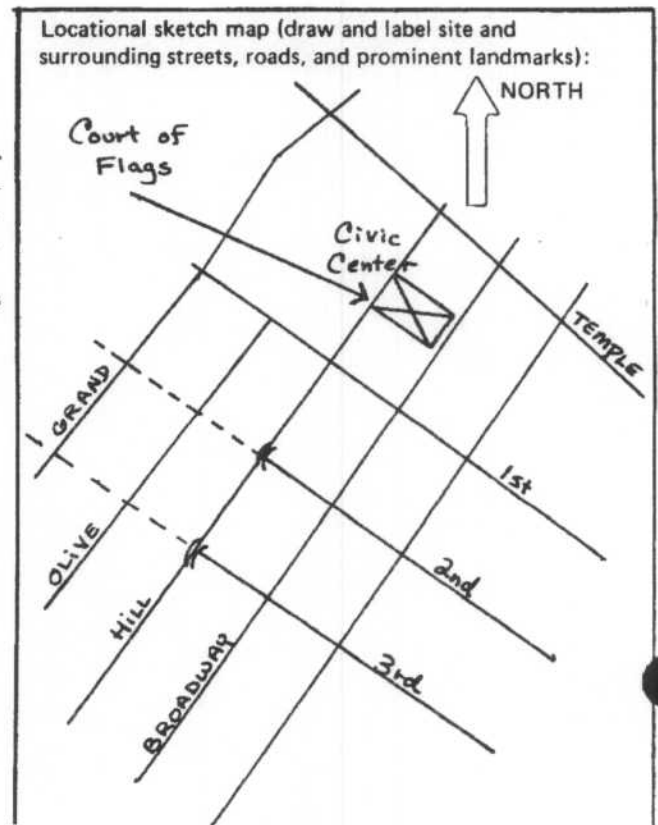 Locational sketch map (draw and label site and
surrounding streets, roads, and prominent landmarks):
NORTH
Court of
Flags
Civic
Center
TEMPLE
GRAND
1st
OLIVE
2nd
HILL
3rd
BROADWAY